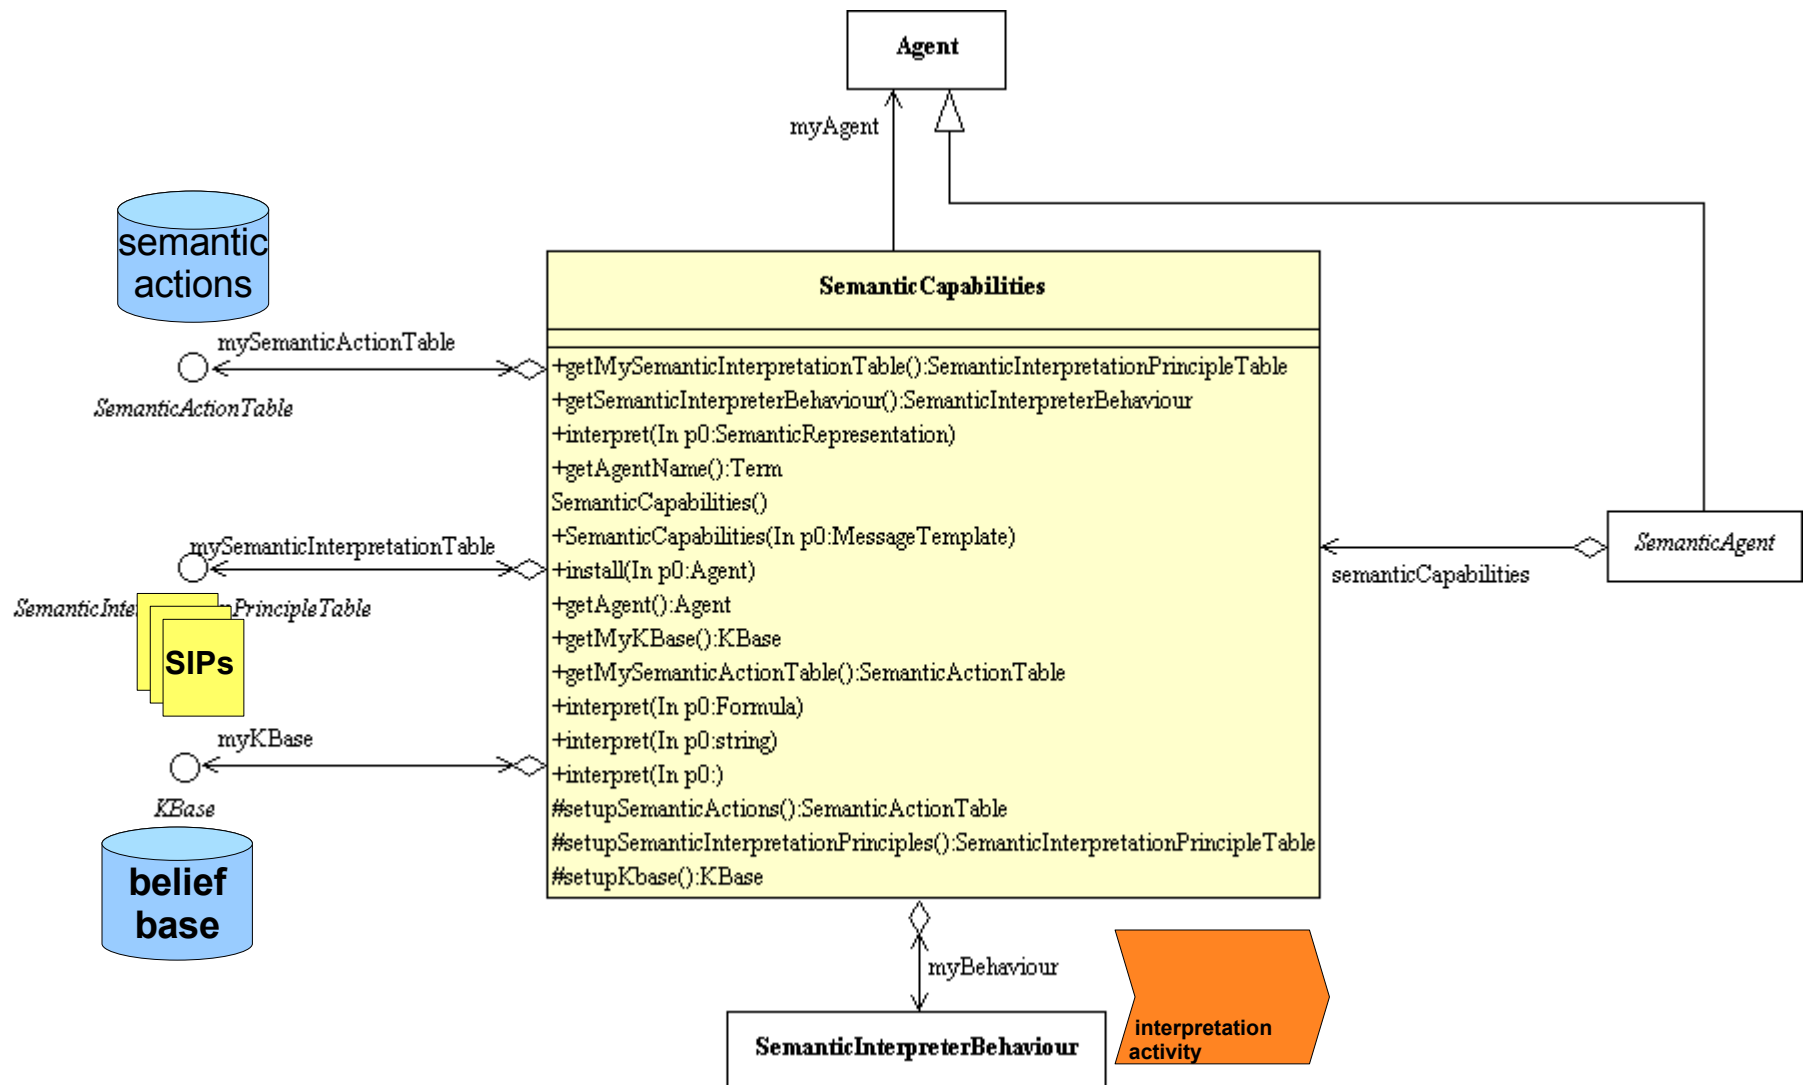 Agent
myAgent
semantic
actions
SemanticCapabilities
mySemanticActionTable
SemanticActionTable
+getMySemanticInterpretationTable():SemanticInterpretationPrincipleTable
+getSemanticInterpreterBehaviour():SemanticInterpreterBehaviour
+interpret(In p0:SemanticRepresentation)
+getAgentName():Term
SemanticCapabilities()
+SemanticCapabilities(In p0:MessageTemplate)
+install(In p0:Agent)
+getAgent():Agent
+getMyKBase():KBase
+getMySemanticActionTable():SemanticActionTable
+interpret(In p0:Formula)
+interpret(In p0:string)
+interpret(In p0:)
#setupSemanticActions():SemanticActionTable
#setupSemanticInterpretationPrinciples():SemanticInterpretationPrincipleTable
#setupKbase():KBase
mySemanticInterpretationTable
PrincipleTable
SIPs
myKBase
KBase
belief
base
SemanticAgent
semanticCapabilities
myBehaviour
SemanticInterpreterBehaviour
interpretation
activity